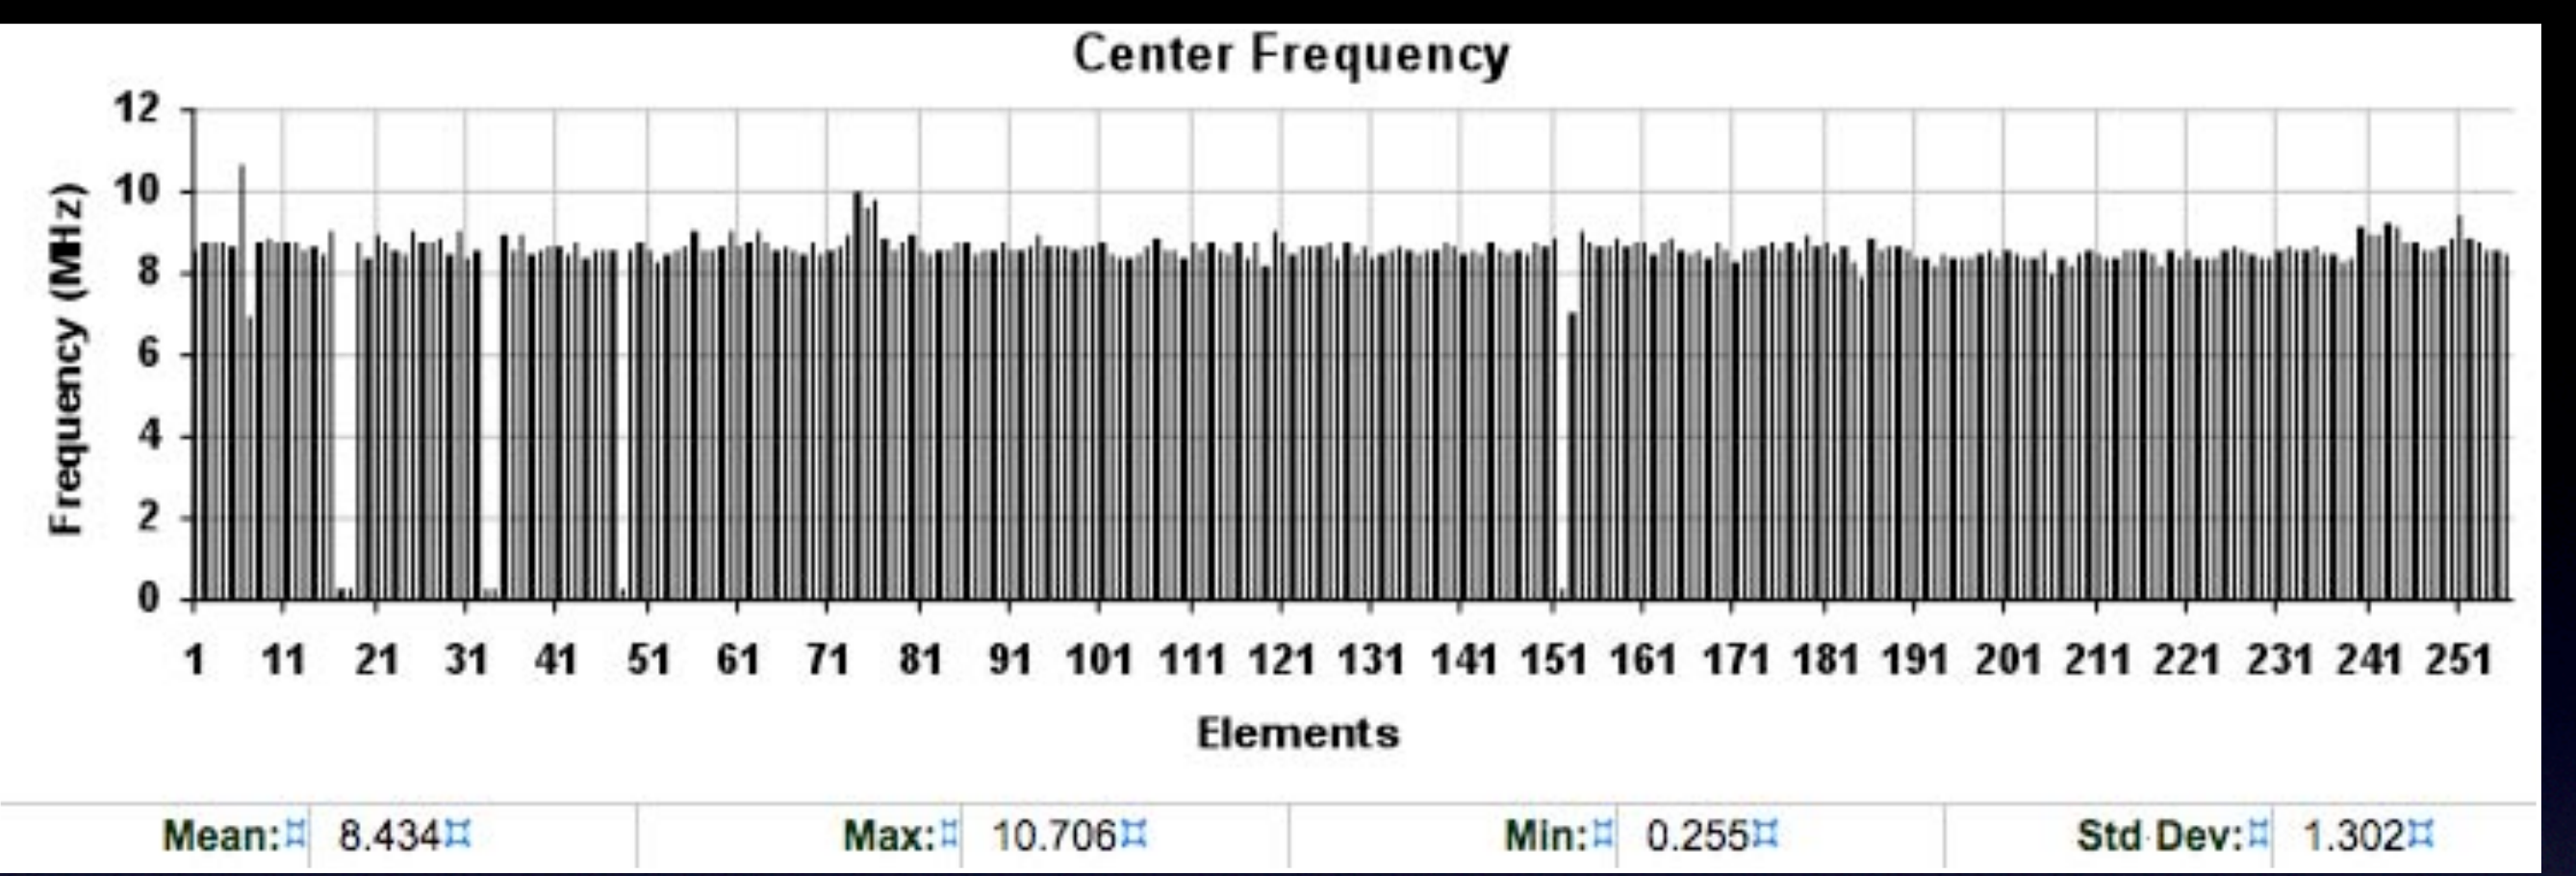 Center Frequency
12
10
8
6
4
2
0
Frequency (MHz)
1 11 21 31 41 51 61 71 81 91 101 111 121 131 141 151 161 171 181 191 201 211 221 231 241 251
Elements
Mean:¤ 8.434¤ Max:¤ 10.706¤ Min:¤ 0.255¤ Std·Dev:¤ 1.302¤